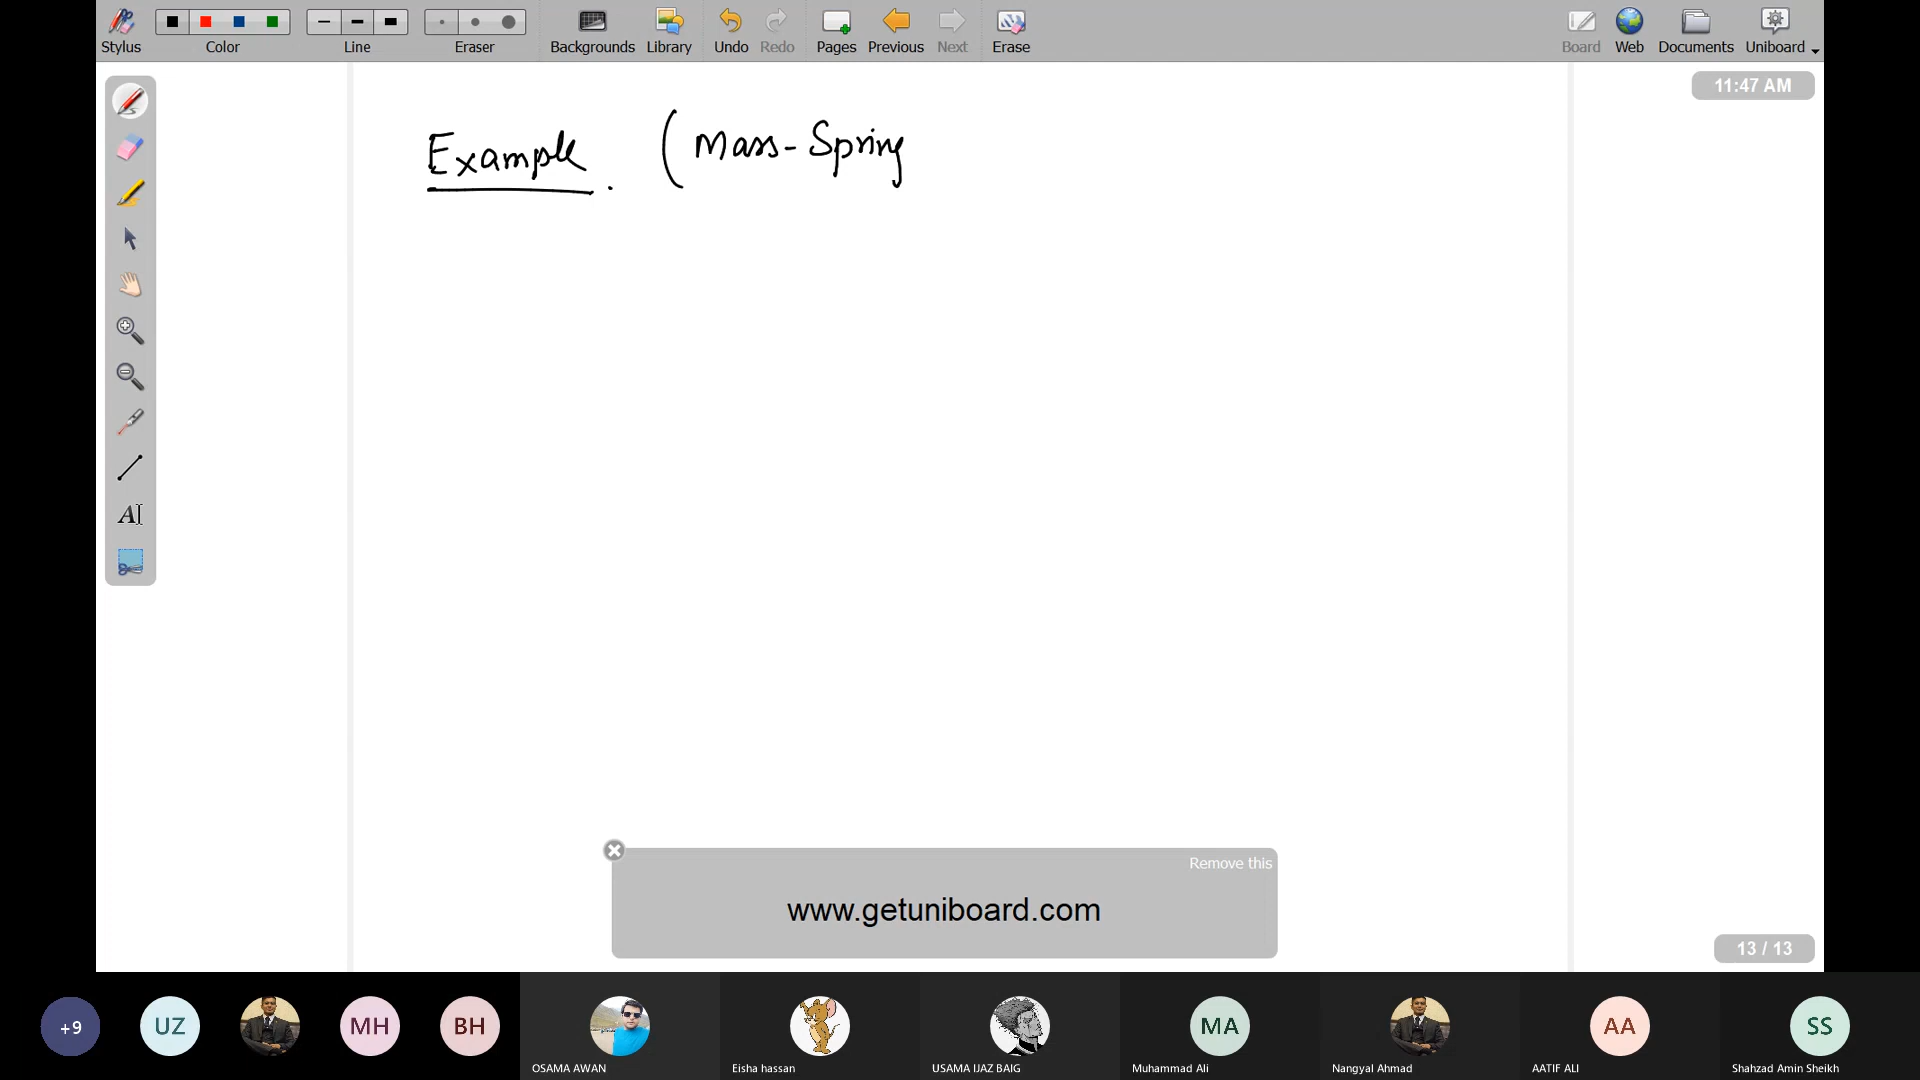 Stylus Color Line Eraser Backgrounds Library Undo Redo Pages Previous Next Erase Board Web Documents Uniboard
11:47 AM
Example. (Mass-Spring
A
Remove this
www.getuniboard.com
13 / 13
+9 UZ MH BH MA AA SS
OSAMA AWAN Eisha hassan USAMA IJAZ BAIG Muhammad Ali Nangyal Ahmad AATIF ALI Shahzad Amin Sheikh